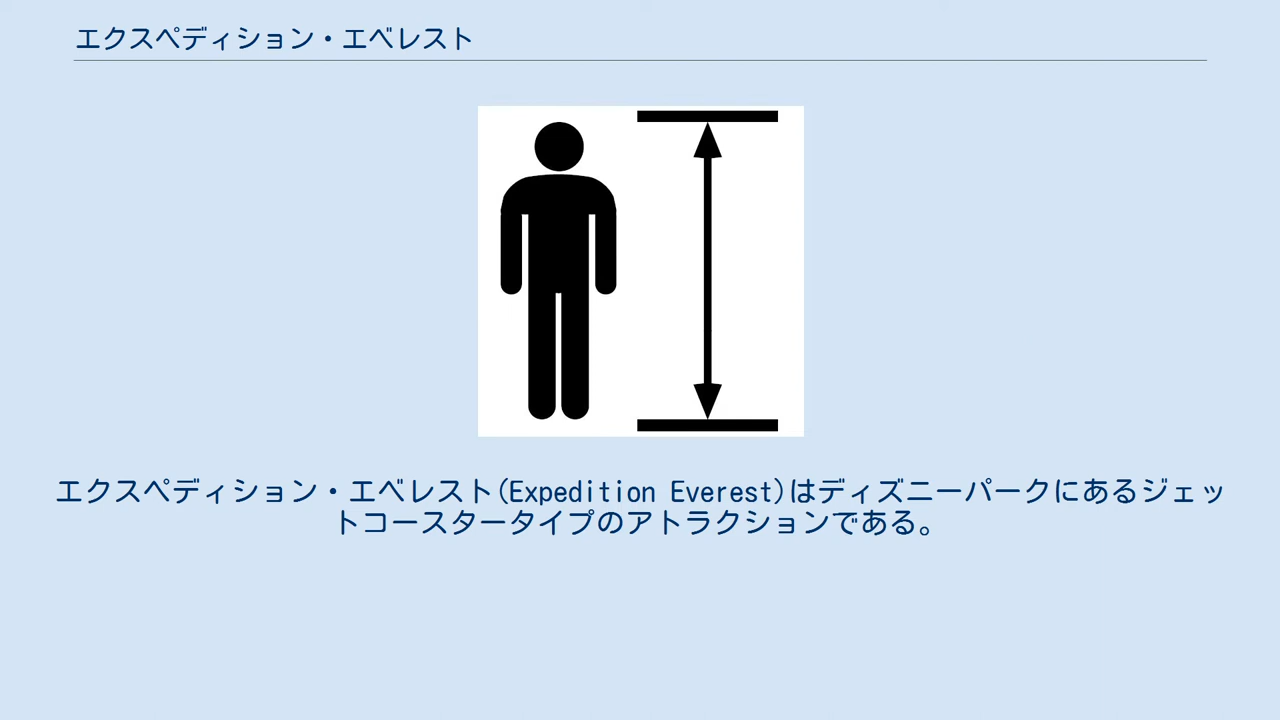 エクスペディション・エベレスト
エクスペディション・エベレスト(Expedition Everest)はディズニーパークにあるジェッ
トコースタータイプのアトラクションである。